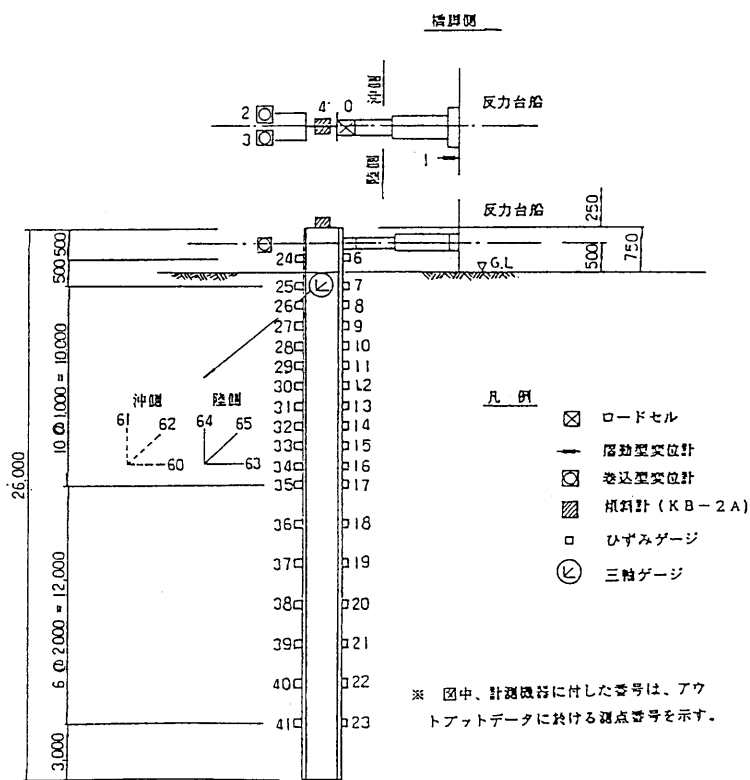 橋脚側
2
3
4
0
沖側
陸側
反力台船
1
反力台船
250
500
750
500 500
24 6
G.L
25 7
26 8
27 9
28 10
29 11
30 12
31 13
32 14
33 15
34 16
35 17
36 18
37 19
38 20
39 21
40 22
41 23
10@1,000 = 10,000
6@2,000 = 12,000
3,000
26,000
沖側
61 62
60
陸側
64 65
63
凡 例
ロードセル
摺動型変位計
巻込型変位計
傾斜計(KB-2A)
ひずみゲージ
三軸ゲージ
※ 図中、計測機器に付した番号は、アウ
トプットデータに於ける測点番号を示す。